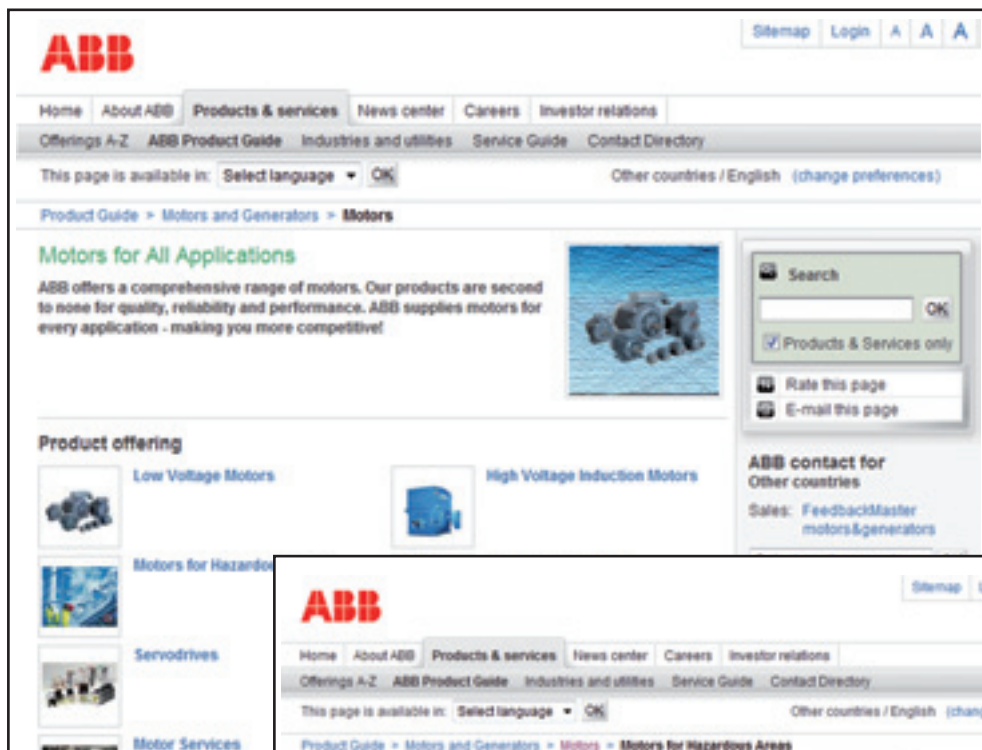 ABB
Sitemap Login A A A
Home About ABB Products & services News center Careers Investor relations
Offerings A-Z ABB Product Guide Industries and utilities Service Guide Contact Directory
This page is available in: Select language OK Other countries / English (change preferences)
Product Guide > Motors and Generators > Motors
Motors for All Applications
ABB offers a comprehensive range of motors. Our products are second
to none for quality, reliability and performance. ABB supplies motors for
every application - making you more competitive!
Search
OK
Products & Services only
Rate this page
E-mail this page
Product offering
Low Voltage Motors
High Voltage Induction Motors
Motors for Hazardou
Servodrives
Motor Services
ABB contact for
Other countries
Sales: FeedbackMaster
motors&generators
ABB
Sitemap
Home About ABB Products & services News center Careers Investor relations
Offerings A-Z ABB Product Guide Industries and utilities Service Guide Contact Directory
This page is available in: Select language OK Other countries / English (chang
Product Guide > Motors and Generators > Motors > Motors for Hazardous Areas